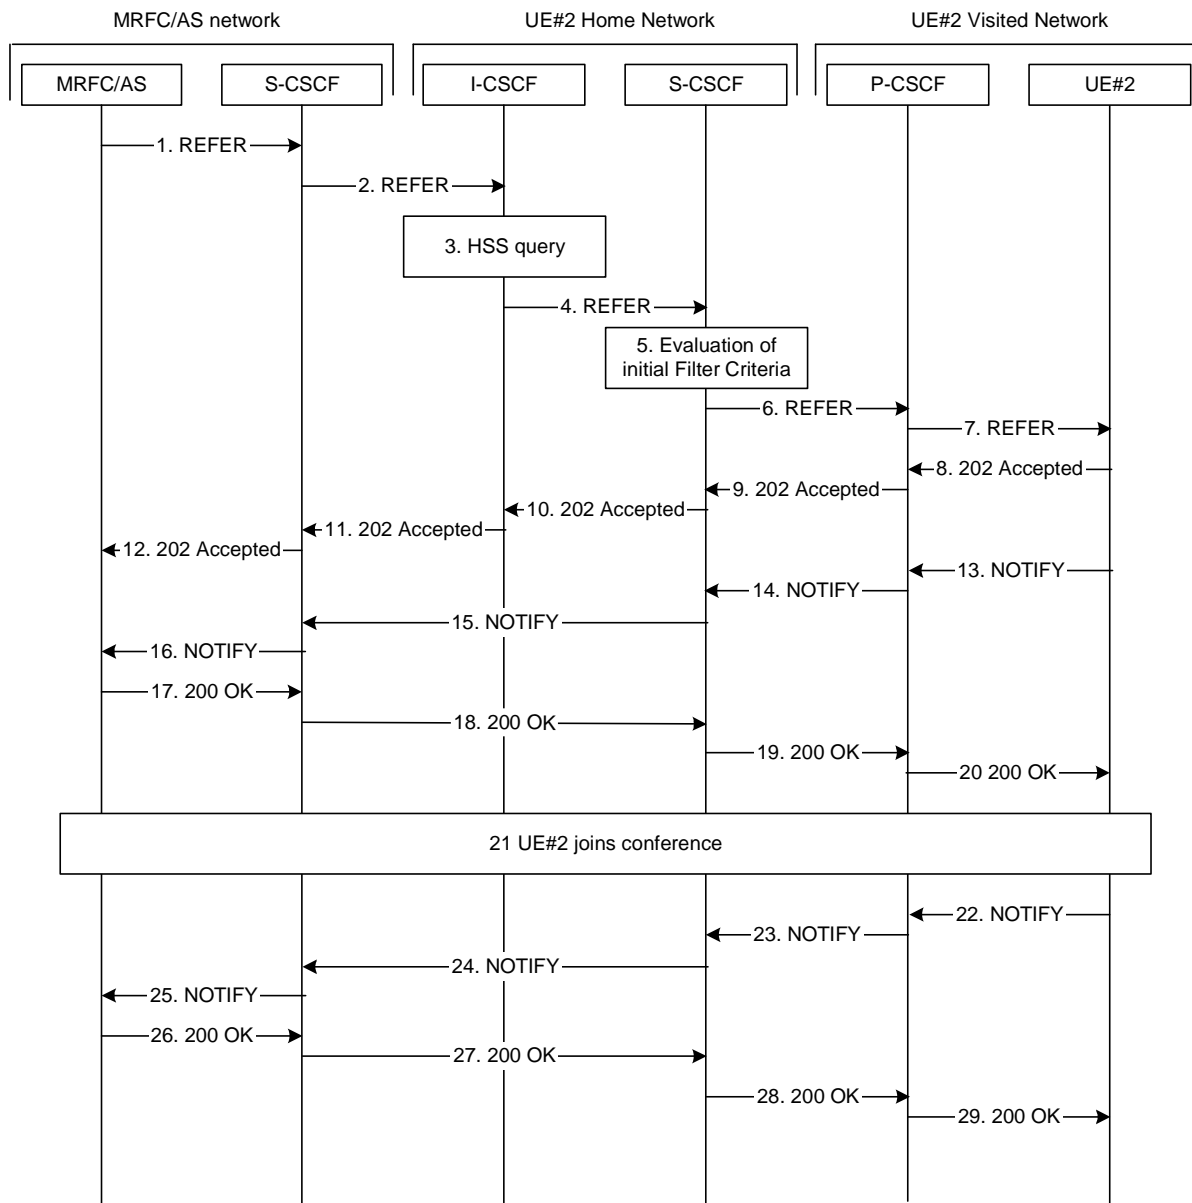 MRFC/AS network
UE#2 Home Network
UE#2 Visited Network
MRFC/AS
S-CSCF
I-CSCF
S-CSCF
P-CSCF
UE#2
1. REFER
2. REFER
3. HSS query
4. REFER
5. Evaluation of
initial Filter Criteria
6. REFER
7. REFER
8. 202 Accepted
9. 202 Accepted
10. 202 Accepted
11. 202 Accepted
12. 202 Accepted
13. NOTIFY
14. NOTIFY
15. NOTIFY
16. NOTIFY
17. 200 OK
18. 200 OK
19. 200 OK
20 200 OK
21 UE#2 joins conference
22. NOTIFY
23. NOTIFY
24. NOTIFY
25. NOTIFY
26. 200 OK
27. 200 OK
28. 200 OK
29. 200 OK